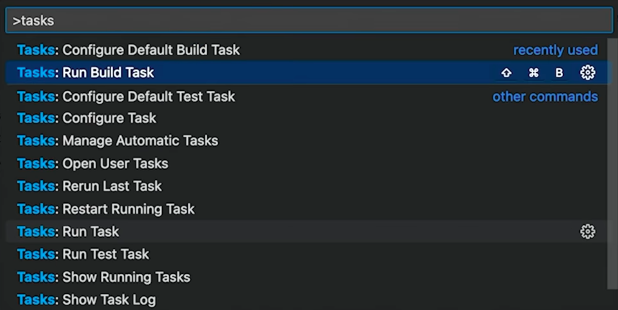 >tasks
Tasks: Configure Default Build Task recently used
Tasks: Run Build Task ⇧ ⌘ B
Tasks: Configure Default Test Task other commands
Tasks: Configure Task
Tasks: Manage Automatic Tasks
Tasks: Open User Tasks
Tasks: Rerun Last Task
Tasks: Restart Running Task
Tasks: Run Task
Tasks: Run Test Task
Tasks: Show Running Tasks
Tasks: Show Task Log